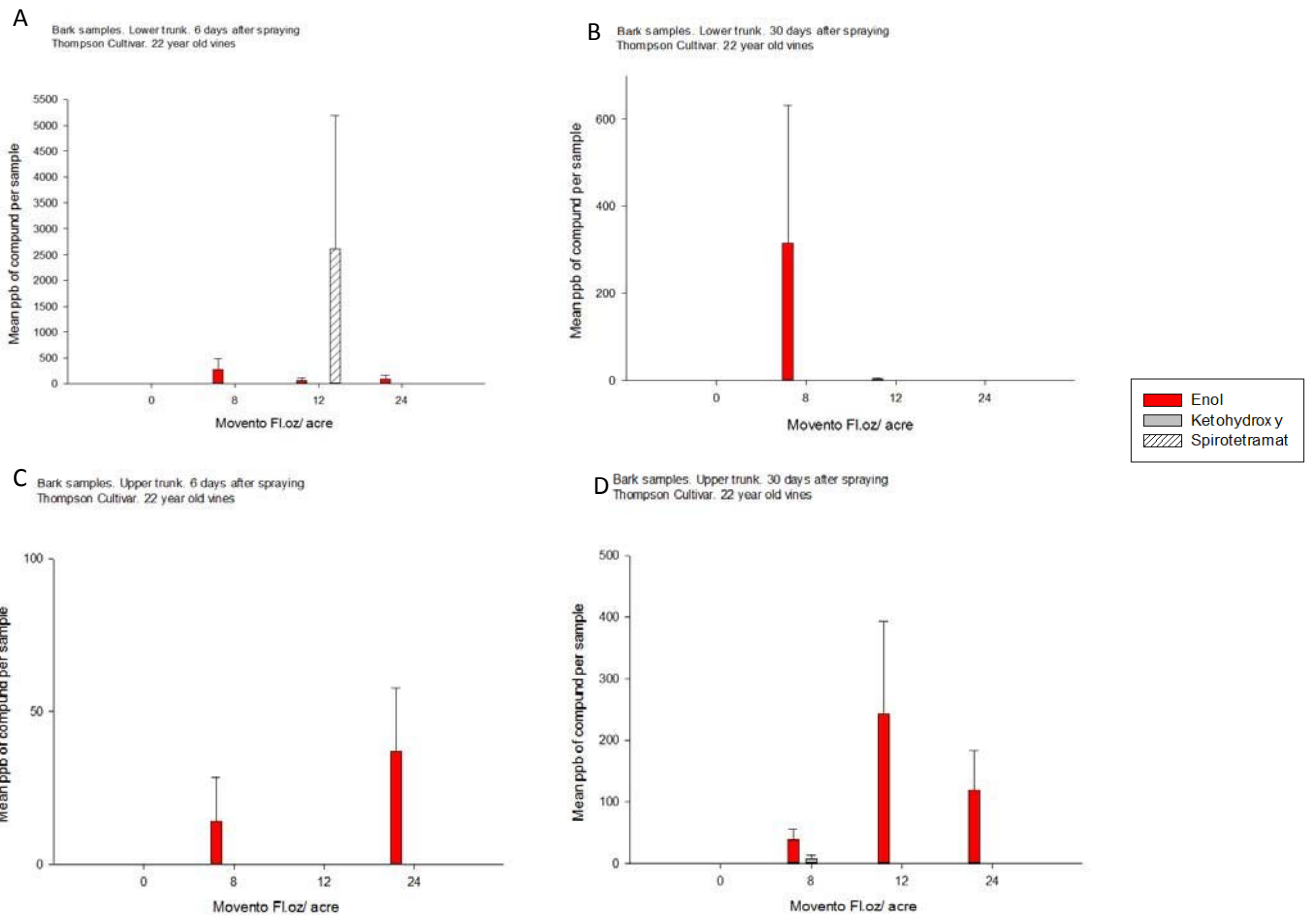 A
Bark samples. Lower trunk. 6 days after spraying
Thompson Cultivar. 22 year old vines
5500
5000
4500
4000
3500
3000
2500
2000
1500
1000
500
0
Mean ppb of compund per sample
0 8 12 24
Movento Fl.oz/ acre
B
Bark samples. Lower trunk. 30 days after spraying
Thompson Cultivar. 22 year old vines
600
400
200
0
Mean ppb of compund per sample
0 8 12 24
Movento Fl.oz/ acre
Enol
Ketohydroxy
Spirotetramat
C
Bark samples. Upper trunk. 6 days after spraying
Thompson Cultivar. 22 year old vines
100
50
0
Mean ppb of compund per sample
0 8 12 24
Movento Fl.oz/ acre
D
Bark samples. Upper trunk. 30 days after spraying
Thompson Cultivar. 22 year old vines
500
400
300
200
100
0
Mean ppb of compund per sample
0 8 12 24
Movento Fl.oz/ acre